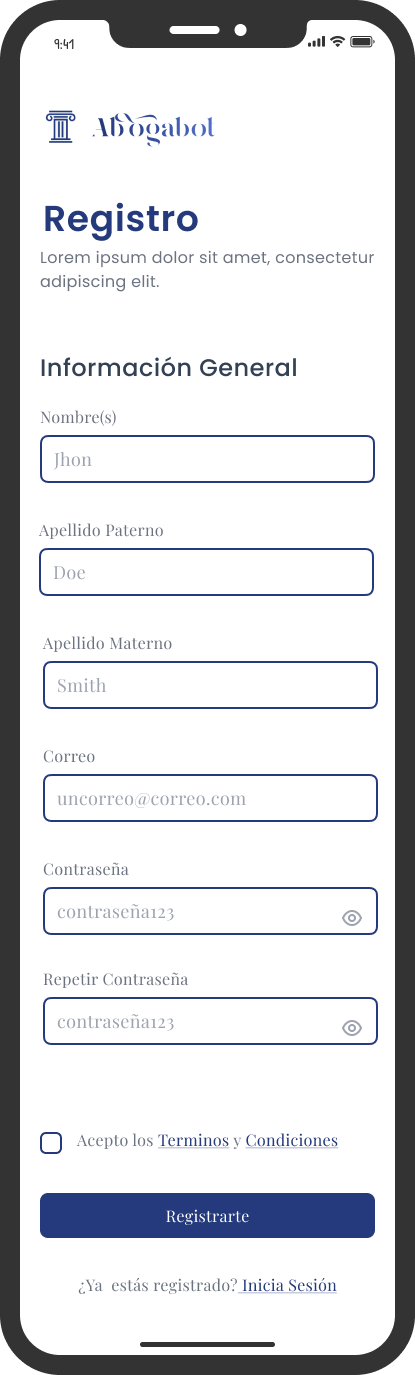 9:41
Abogabol
Registro
Lorem ipsum dolor sit amet, consectetur
adipiscing elit.
Información General
Nombre(s)
Jhon
Apellido Paterno
Doe
Apellido Materno
Smith
Correo
uncorreo@correo.com
Contraseña
contraseña123
Repetir Contraseña
contraseña123
Acepto los Terminos y Condiciones
Registrarte
¿Ya  estás registrado? Inicia Sesión